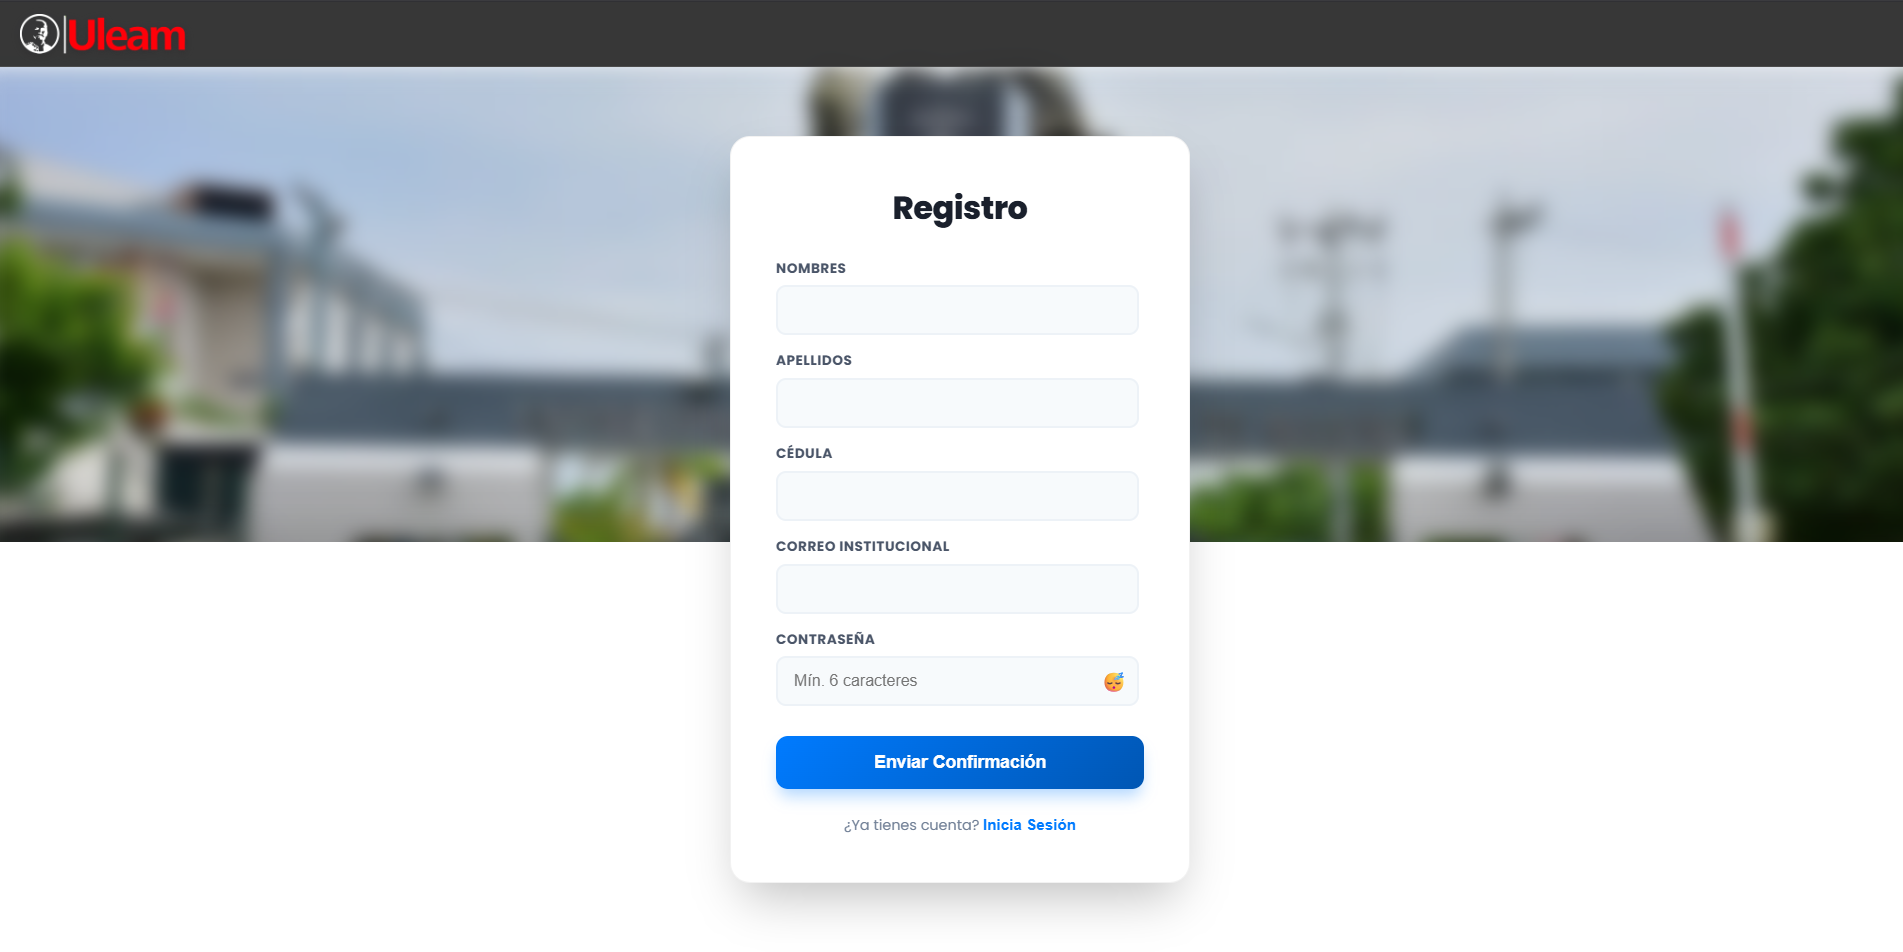 Uleam
Registro
NOMBRES
APELLIDOS
CÉDULA
CORREO INSTITUCIONAL
CONTRASEÑA
Mín. 6 caracteres
Enviar Confirmación
¿Ya tienes cuenta? Inicia Sesión